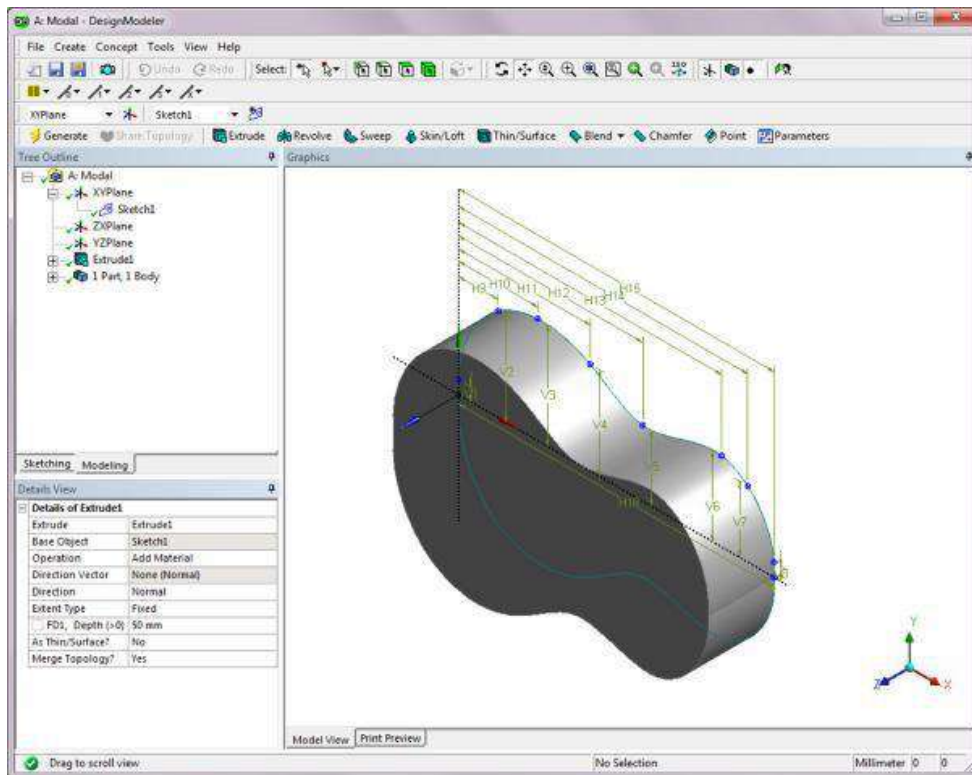 A: Modal - DesignModeler
File Create Concept Tools View Help
Undo Redo Select:
XYPlane Sketch1
Generate Share Topology Extrude Revolve Sweep Skin/Loft Thin/Surface Blend Chamfer Point Parameters
Tree Outline
A: Modal
XYPlane
Sketch1
ZXPlane
YZPlane
Extrude1
1 Part, 1 Body
Sketching Modeling
Details View
Details of Extrude1
Extrude Extrude1
Base Object Sketch1
Operation Add Material
Direction Vector None (Normal)
Direction Normal
Extent Type Fixed
FD1, Depth (>0) 50 mm
As Thin/Surface? No
Merge Topology? Yes
Graphics
H9 H10 H11 H12 H13 H16
V2 V3 V4 V6 V7
Y
Z X
Model View Print Preview
Drag to scroll view No Selection Millimeter 0 0